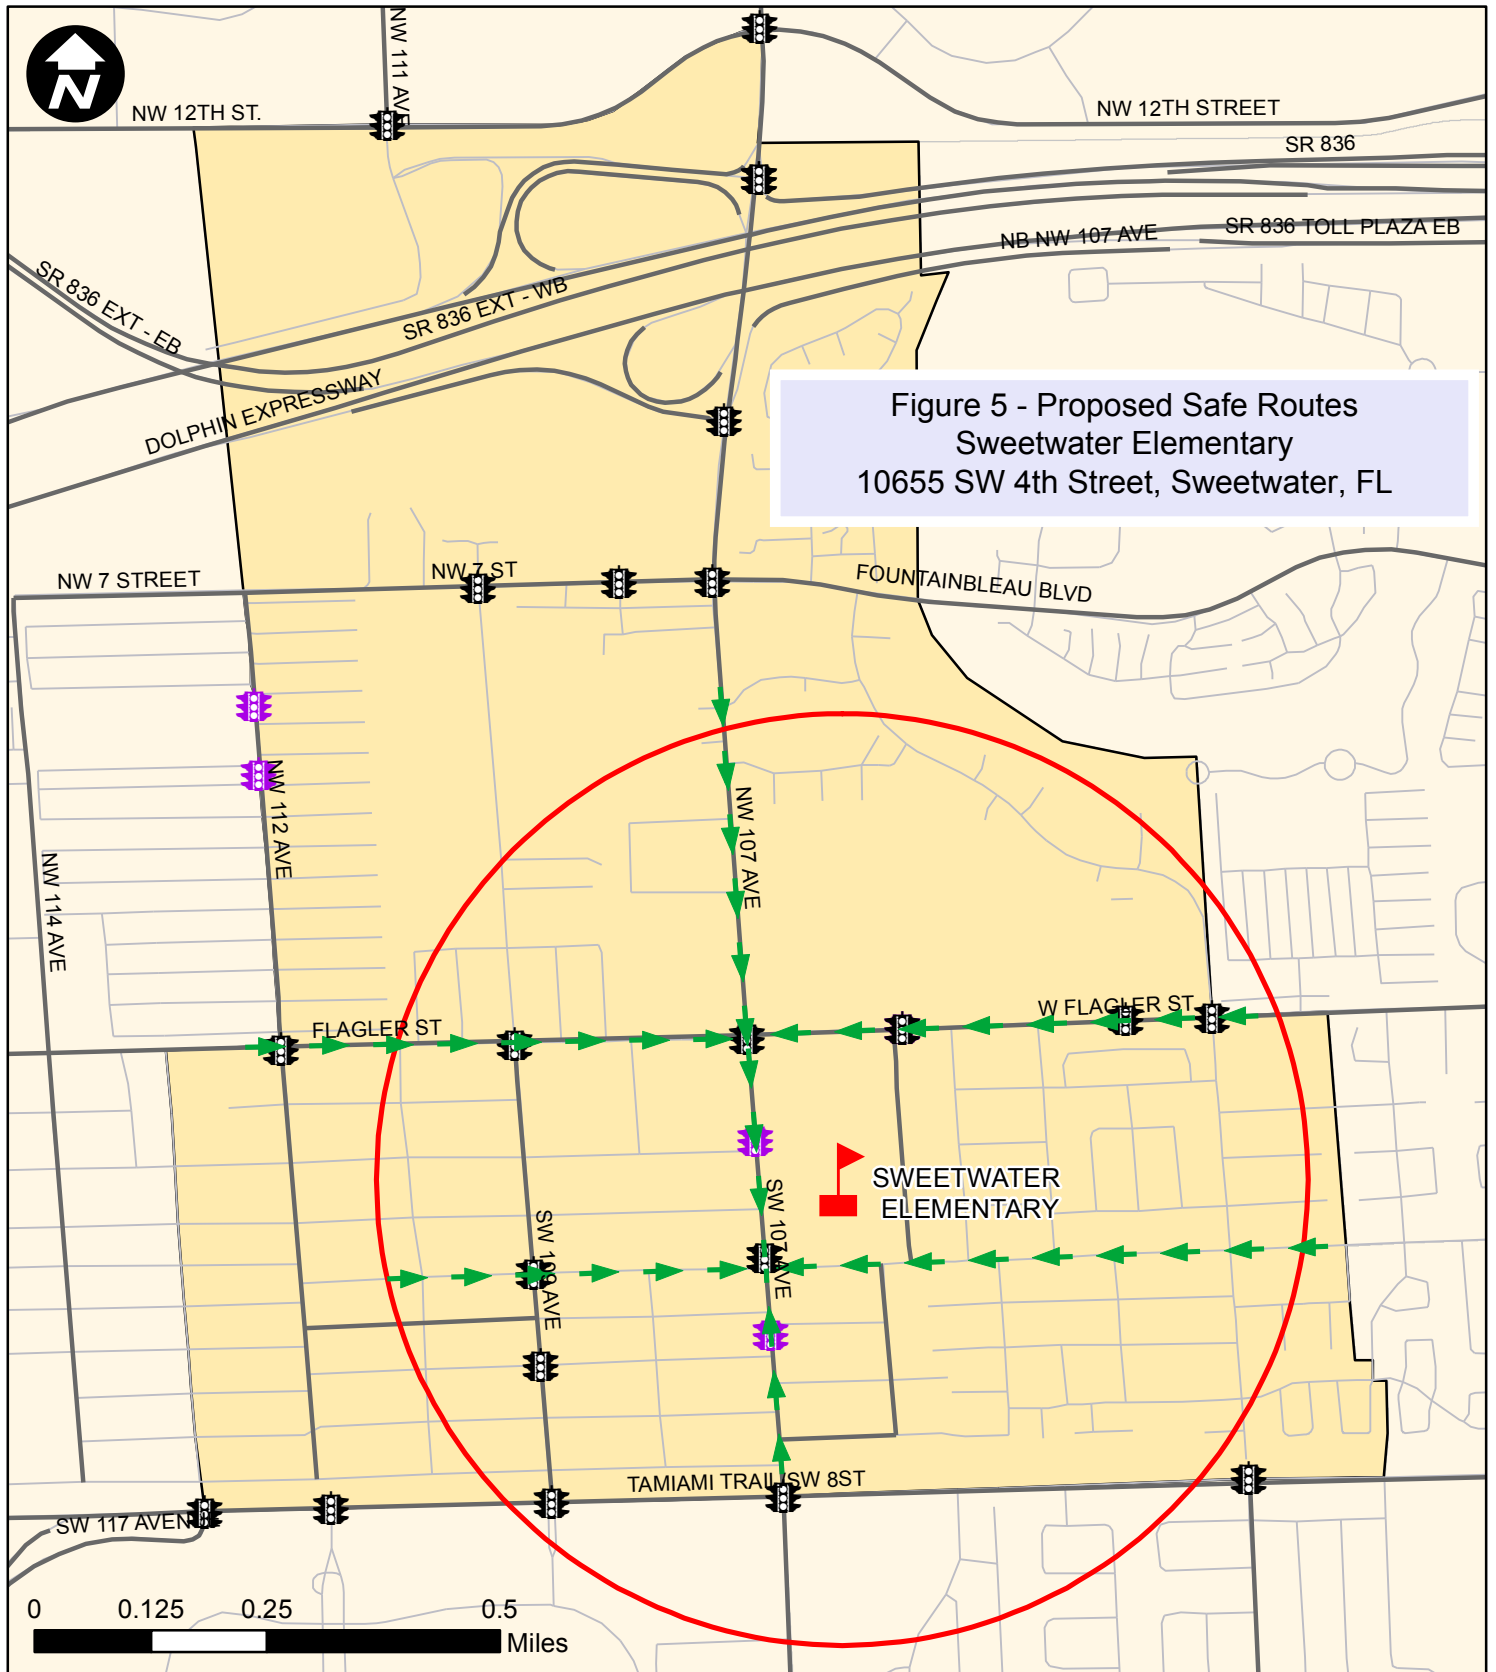 N
NW 111 AVE
NW 12TH ST.
NW 12TH STREET
SR 836
SR 836 TOLL PLAZA EB
NB NW 107 AVE
SR 836 EXT - EB
SR 836 EXT - WB
DOLPHIN EXPRESSWAY
Figure 5 - Proposed Safe Routes
Sweetwater Elementary
10655 SW 4th Street, Sweetwater, FL
NW 7 STREET
NW 7 ST
FOUNTAINBLEAU BLVD
NW 112 AVE
NW 107 AVE
NW 114 AVE
FLAGLER ST
W FLAGLER ST
SWEETWATER
ELEMENTARY
SW 107 AVE
SW 109 AVE
TAMIAMI TRAIL/SW 8ST
SW 117 AVENUE
0 0.125 0.25 0.5
Miles